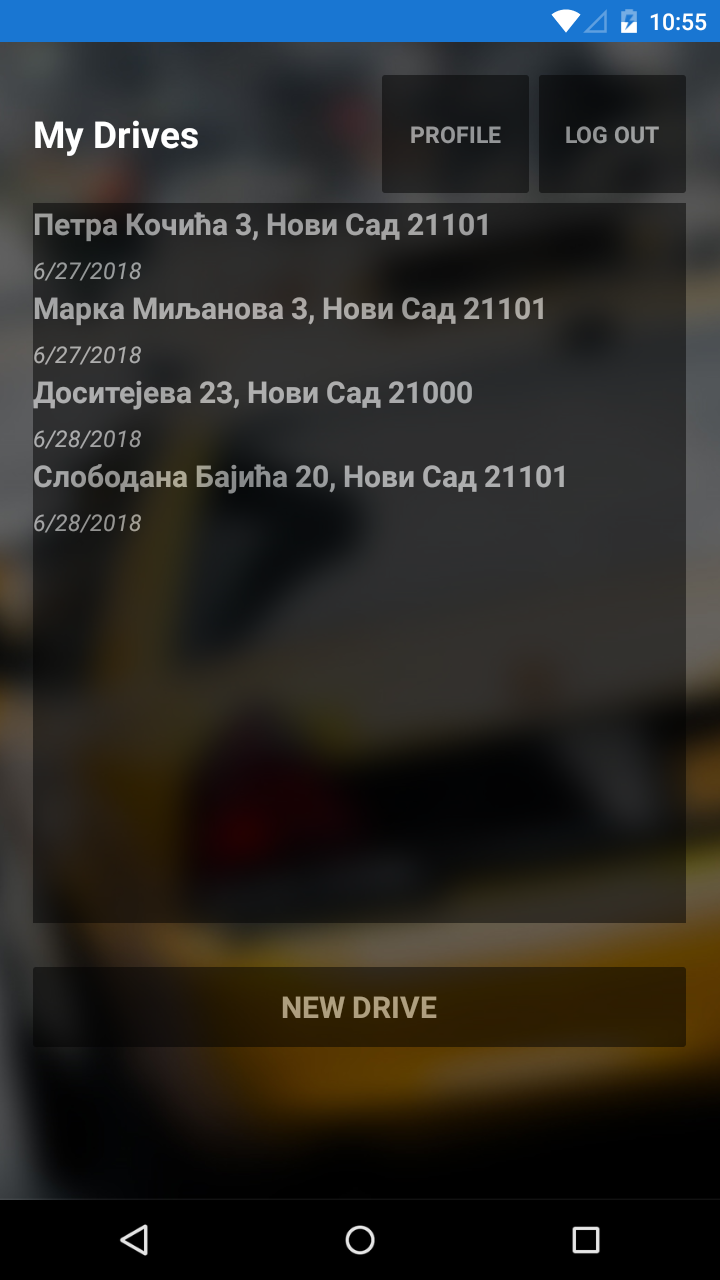 10:55
My Drives
PROFILE
LOG OUT
Петра Кочића 3, Нови Сад 21101
6/27/2018
Марка Миљанова 3, Нови Сад 21101
6/27/2018
Доситејева 23, Нови Сад 21000
6/28/2018
Слободана Бајића 20, Нови Сад 21101
6/28/2018
NEW DRIVE